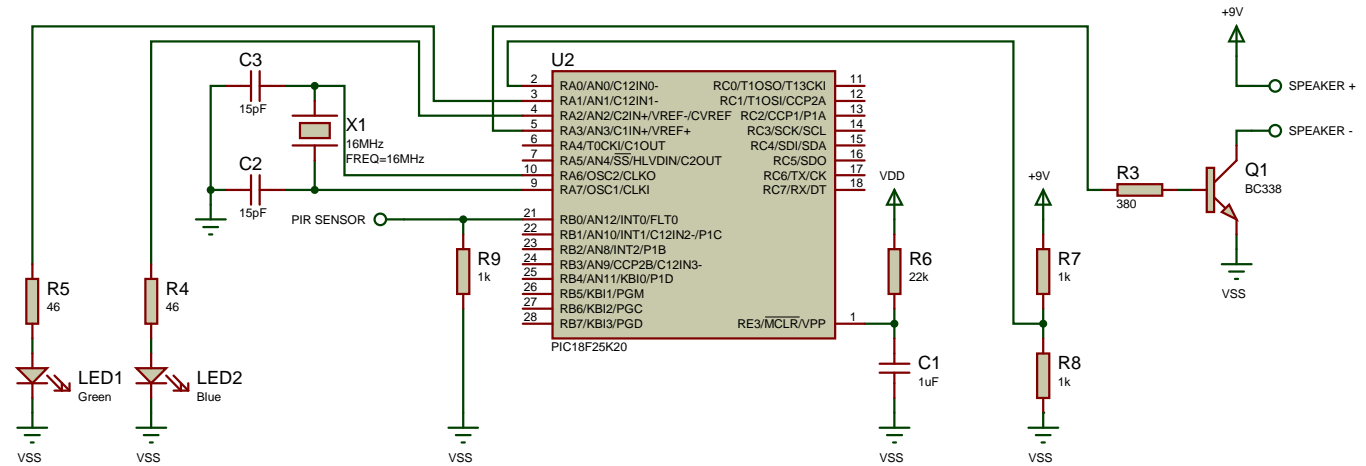 +9V
SPEAKER +
SPEAKER -
C3
15pF
X1
16MHz
FREQ=16MHz
C2
15pF
PIR SENSOR
R9
1k
VSS
R5
46
LED1
Green
VSS
R4
46
LED2
Blue
VSS
U2
2 RA0/AN0/C12IN0- RC0/T1OSO/T13CKI 11
3 RA1/AN1/C12IN1- RC1/T1OSI/CCP2A 12
4 RA2/AN2/C2IN+/VREF-/CVREF RC2/CCP1/P1A 13
5 RA3/AN3/C1IN+/VREF+ RC3/SCK/SCL 14
6 RA4/T0CKI/C1OUT RC4/SDI/SDA 15
7 RA5/AN4/SS/HLVDIN/C2OUT RC5/SDO 16
10 RA6/OSC2/CLKO RC6/TX/CK 17
9 RA7/OSC1/CLKI RC7/RX/DT 18
21 RB0/AN12/INT0/FLT0
22 RB1/AN10/INT1/C12IN2-/P1C
23 RB2/AN8/INT2/P1B
24 RB3/AN9/CCP2B/C12IN3-
25 RB4/AN11/KBI0/P1D
26 RB5/KBI1/PGM
27 RB6/KBI2/PGC
28 RB7/KBI3/PGD RE3/MCLR/VPP 1
PIC18F25K20
VDD
R6
22k
C1
1uF
VSS
+9V
R7
1k
R8
1k
VSS
R3
380
Q1
BC338
VSS